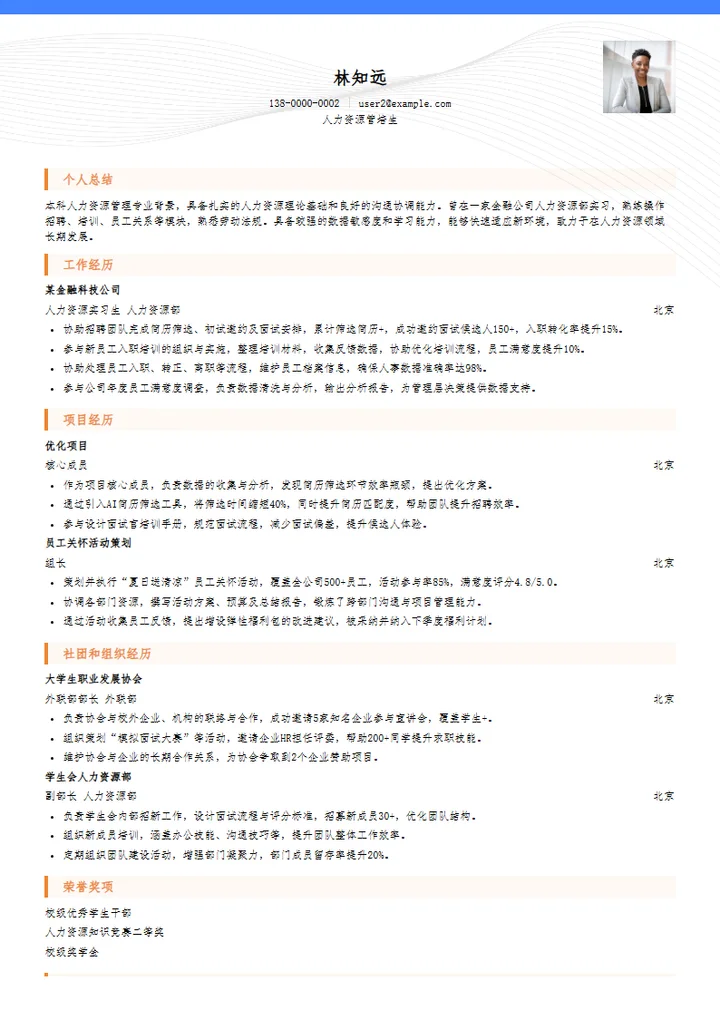 林知远
138-0000-0002 | user2@example.com
人力资源管培生
个人总结
本科人力资源管理专业背景，具备扎实的人力资源理论基础和良好的沟通协调能力。曾在一家金融公司人力资源部实习，熟练操作
招聘、培训、员工关系等模块，熟悉劳动法规。具备较强的数据敏感度和学习能力，能够快速适应新环境，致力于在人力资源领域
长期发展。
工作经历
某金融科技公司
人力资源实习生 人力资源部 北京
• 协助招聘团队完成简历筛选、初试邀约及面试安排，累计筛选简历+，成功邀约面试候选人150+，入职转化率提升15%。
• 参与新员工入职培训的组织与实施，整理培训材料，收集反馈数据，协助优化培训流程，员工满意度提升10%。
• 协助处理员工入职、转正、离职等流程，维护员工档案信息，确保人事数据准确率达98%。
• 参与公司年度员工满意度调查，负责数据清洗与分析，输出分析报告，为管理层决策提供数据支持。
项目经历
优化项目
核心成员 北京
• 作为项目核心成员，负责数据的收集与分析，发现简历筛选环节效率瓶颈，提出优化方案。
• 通过引入AI简历筛选工具，将筛选时间缩短40%，同时提升简历匹配度，帮助团队提升招聘效率。
• 参与设计面试官培训手册，规范面试流程，减少面试偏差，提升候选人体验。
员工关怀活动策划
组长 北京
• 策划并执行“夏日送清凉”员工关怀活动，覆盖全公司500+员工，活动参与率85%，满意度评分4.8/5.0。
• 协调各部门资源，撰写活动方案、预算及总结报告，锻炼了跨部门沟通与项目管理能力。
• 通过活动收集员工反馈，提出增设弹性福利包的改进建议，被采纳并纳入下季度福利计划。
社团和组织经历
大学生职业发展协会
外联部部长 外联部 北京
• 负责协会与校外企业、机构的联络与合作，成功邀请5家知名企业参与宣讲会，覆盖学生+。
• 组织策划“模拟面试大赛”等活动，邀请企业HR担任评委，帮助200+同学提升求职技能。
• 维护协会与企业的长期合作关系，为协会争取到2个企业赞助项目。
学生会人力资源部
副部长 人力资源部 北京
• 负责学生会内部招新工作，设计面试流程与评分标准，招募新成员30+，优化团队结构。
• 组织新成员培训，涵盖办公技能、沟通技巧等，提升团队整体工作效率。
• 定期组织团队建设活动，增强部门凝聚力，部门成员留存率提升20%。
荣誉奖项
校级优秀学生干部
人力资源知识竞赛二等奖
校级奖学金